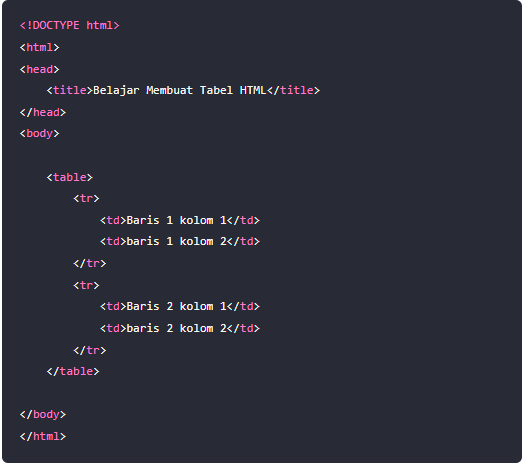 <!DOCTYPE html>
<html>
<head>
    <title>Belajar Membuat Tabel HTML</title>
</head>
<body>

    <table>
        <tr>
            <td>Baris 1 kolom 1</td>
            <td>baris 1 kolom 2</td>
        </tr>
        <tr>
            <td>Baris 2 kolom 1</td>
            <td>baris 2 kolom 2</td>
        </tr>
    </table>

</body>
</html>